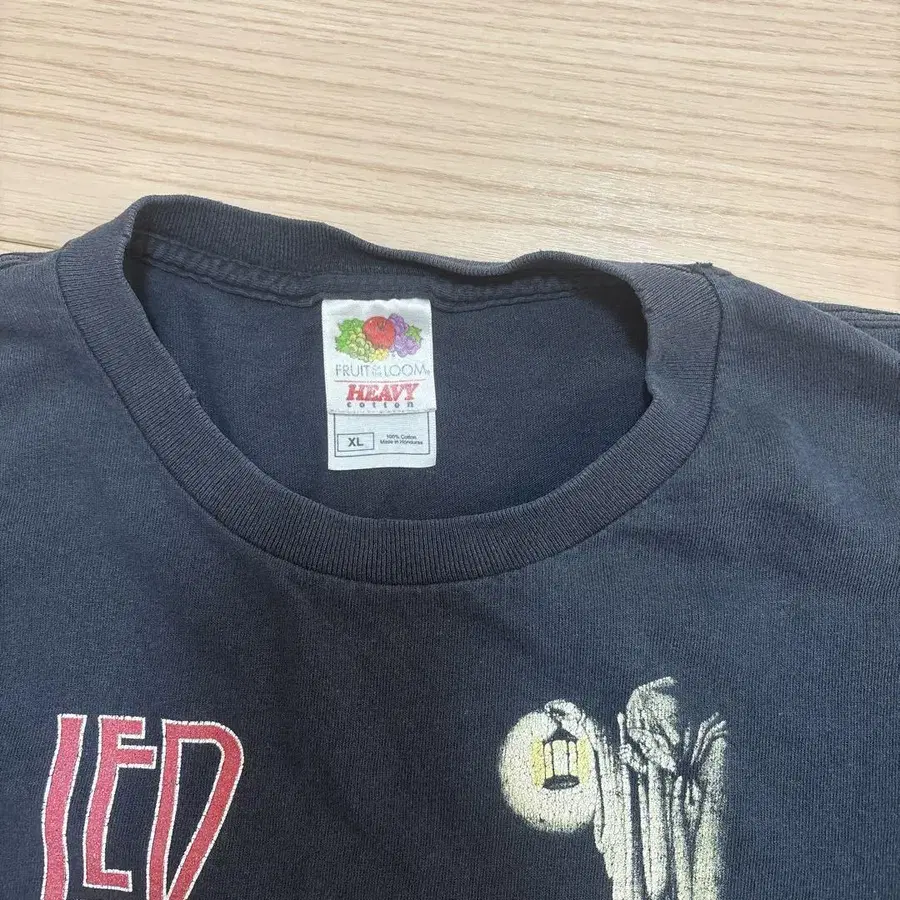 FRUIT OF THE LOOM®
HEAVY
cotton
XL
100% Cotton
Made in Honduras
LED